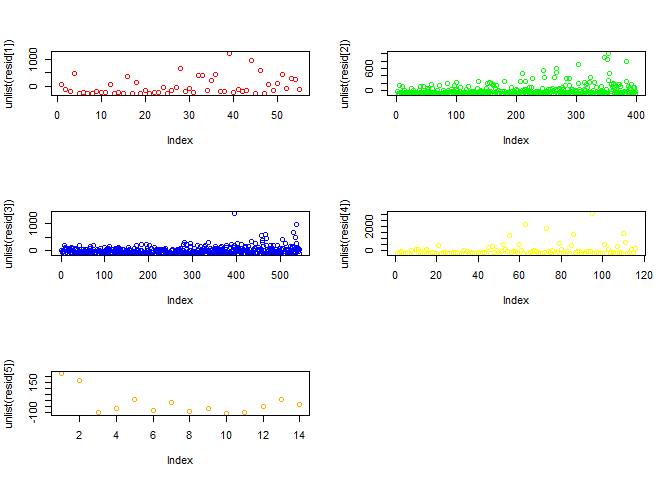 unlist(resid[1])
0 1000
0 10 20 30 40 50
Index
unlist(resid[2])
0 600
0 100 200 300 400
Index
unlist(resid[3])
0 1000
0 100 200 300 400 500
Index
unlist(resid[4])
0 2000
0 20 40 60 80 100 120
Index
unlist(resid[5])
-100 150
2 4 6 8 10 12 14
Index